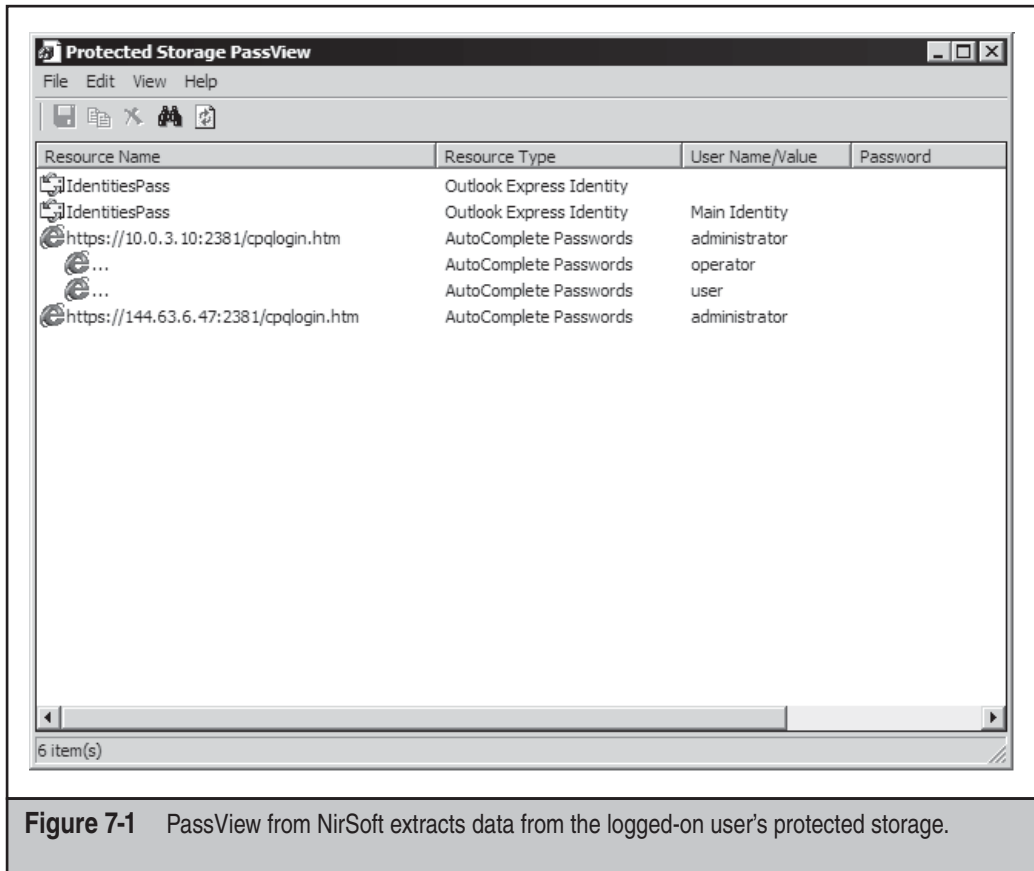 Protected Storage PassView
File Edit View Help
Resource Name Resource Type User Name/Value Password
IdentitiesPass Outlook Express Identity
IdentitiesPass Outlook Express Identity Main Identity
https://10.0.3.10:2381/cpqlogin.htm AutoComplete Passwords administrator
... AutoComplete Passwords operator
... AutoComplete Passwords user
https://144.63.6.47:2381/cpqlogin.htm AutoComplete Passwords administrator
6 item(s)
Figure 7-1 PassView from NirSoft extracts data from the logged-on user's protected storage.